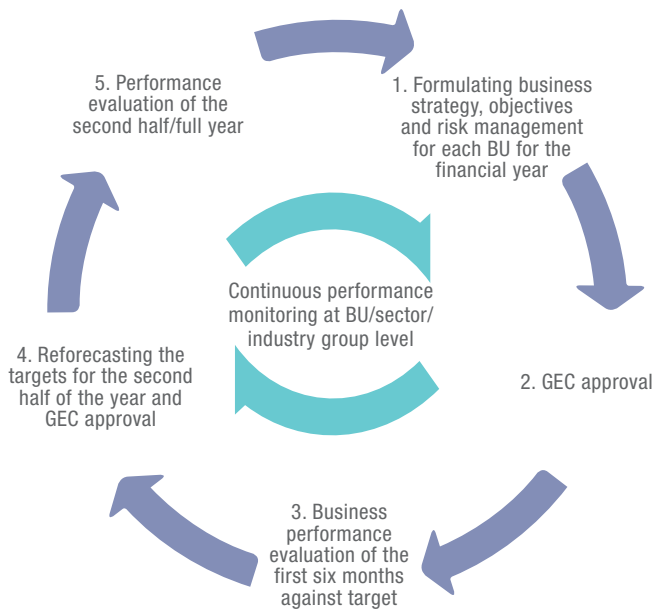 1. Formulating business
strategy, objectives
and risk management
for each BU for the
financial year
2. GEC approval
3. Business
performance
evaluation of the
first six months
against target
4. Reforecasting the
targets for the second
half of the year and
GEC approval
5. Performance
evaluation of the
second half/full year
Continuous performance
monitoring at BU/sector/
industry group level